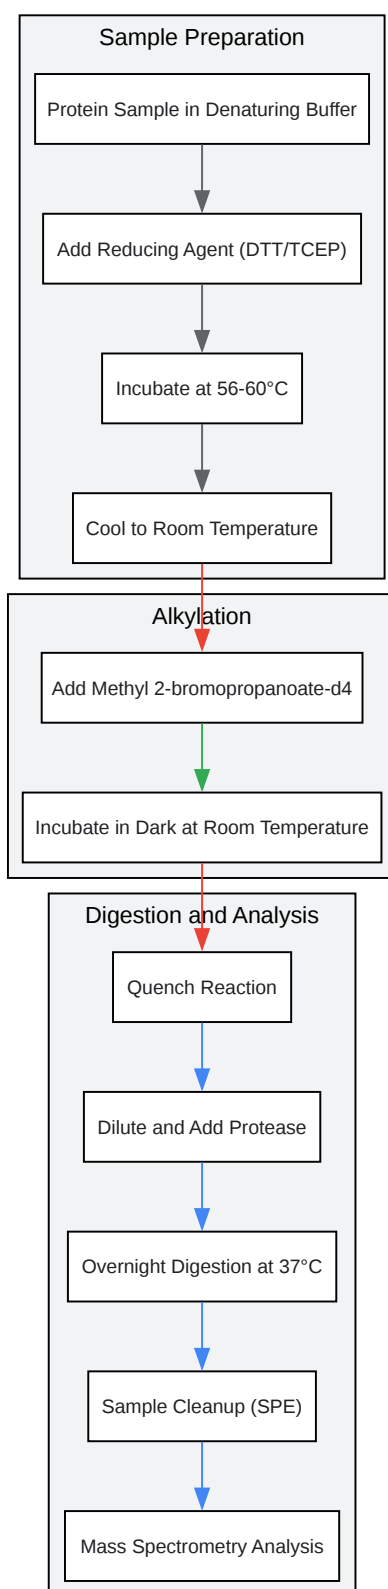 Sample Preparation
Protein Sample in Denaturing Buffer
Add Reducing Agent (DTT/TCEP)
Incubate at 56-60°C
Cool to Room Temperature
Alkylation
Add Methyl 2-bromopropanoate-d4
Incubate in Dark at Room Temperature
Digestion and Analysis
Quench Reaction
Dilute and Add Protease
Overnight Digestion at 37°C
Sample Cleanup (SPE)
Mass Spectrometry Analysis